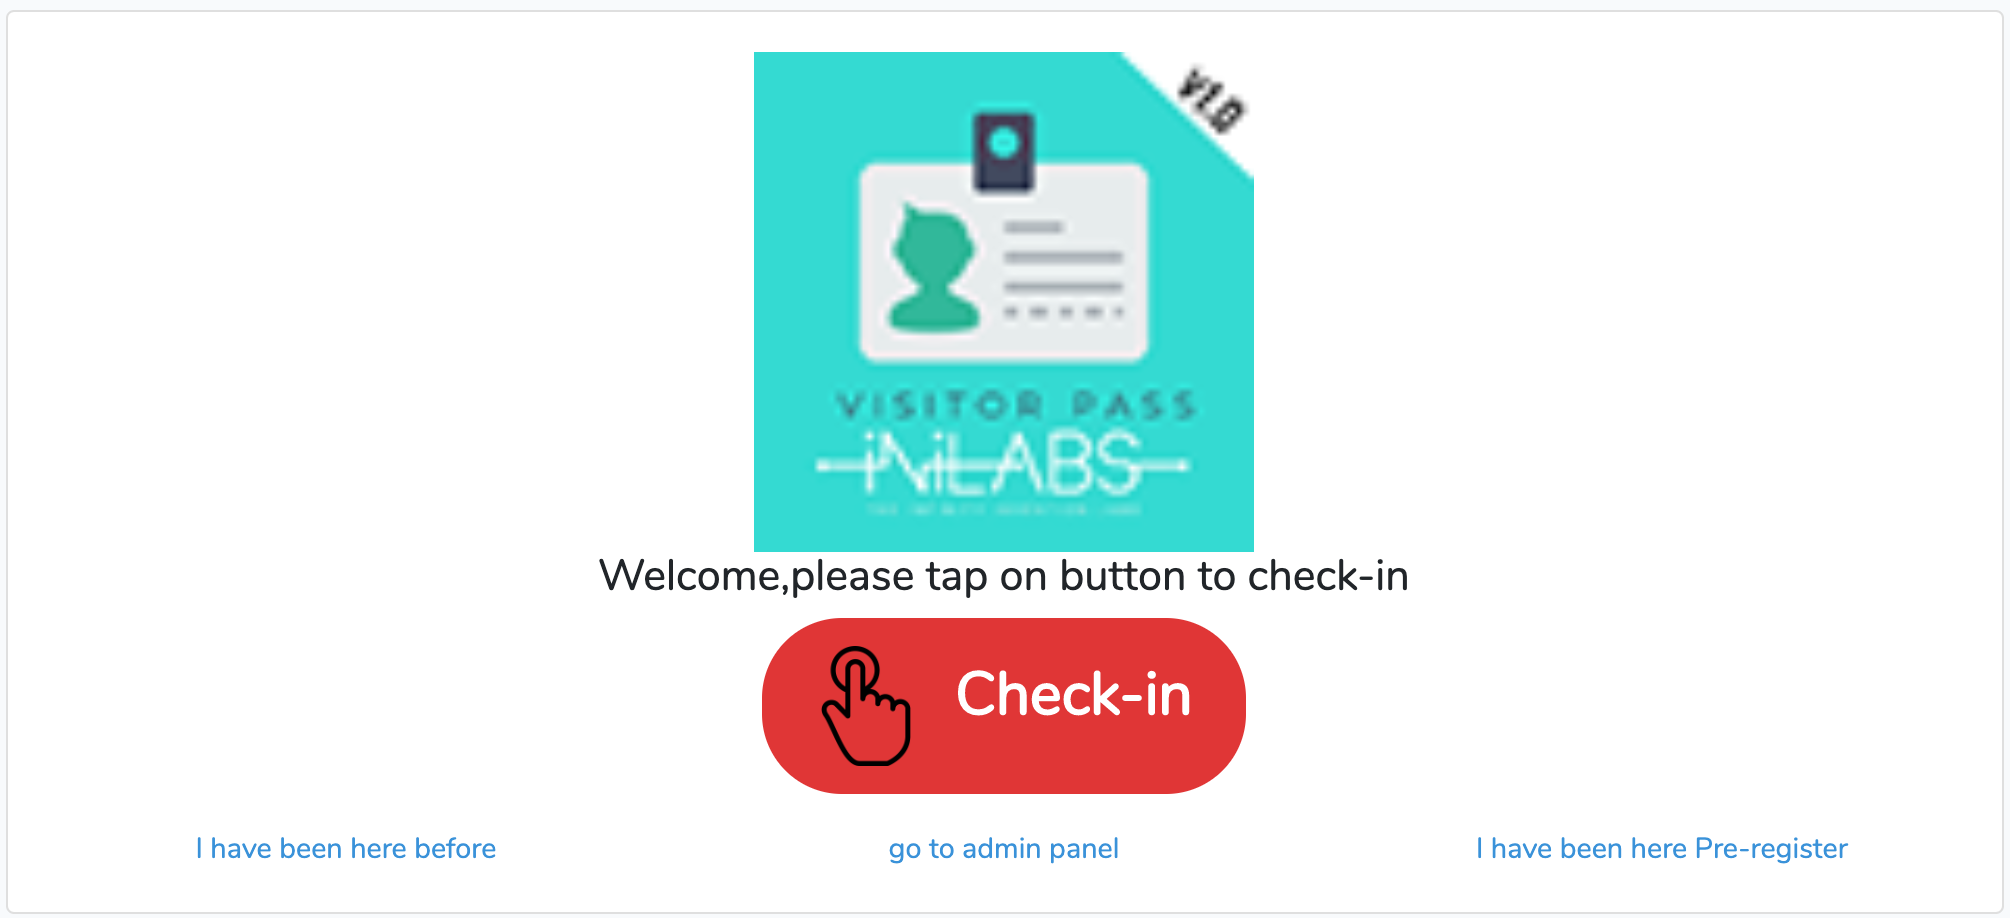 V1.0
VISITOR PASS
iNiLABS
Welcome,please tap on button to check-in
Check-in
I have been here before
go to admin panel
I have been here Pre-register